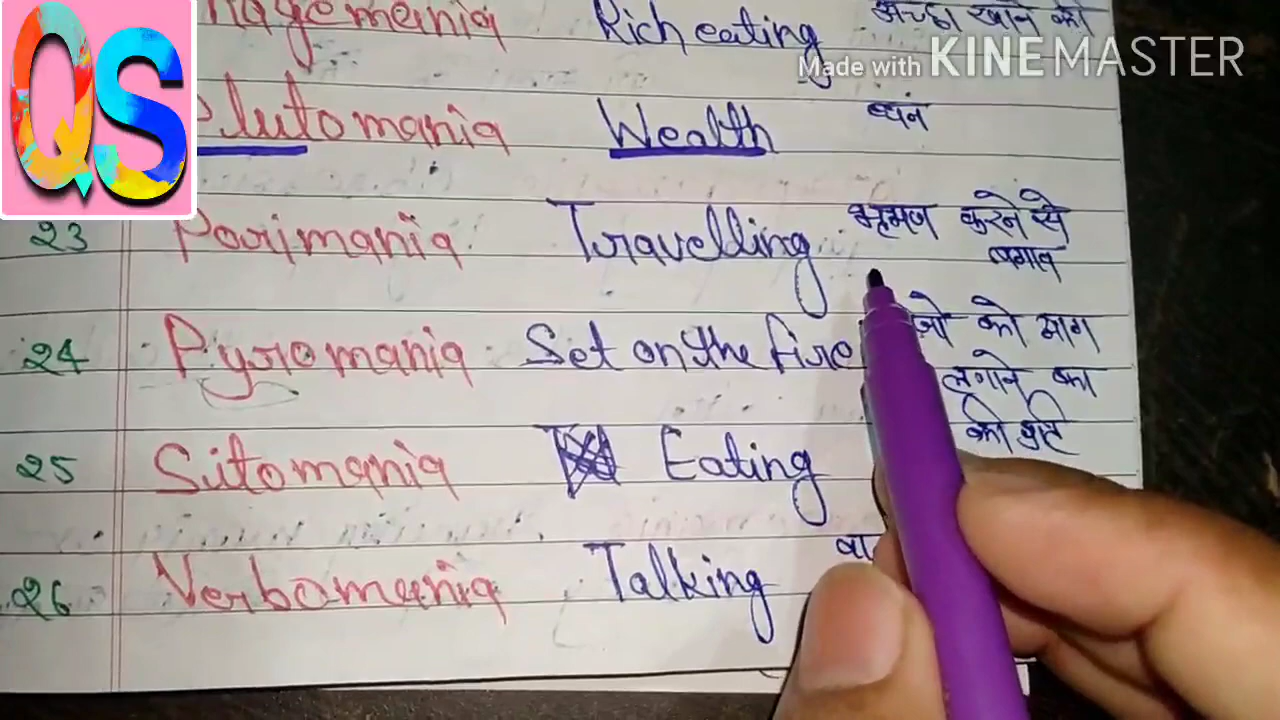 Rich eating अच्छा खाने की
Made with KINEMASTER
QS
Plutomania Wealth धन
23 Porimania Travelling भ्रमण करने से
लगाव
24 Pyromania Set on the fire को आग
लगाने का
25 Sitomania Eating
26 Verbomania Talking